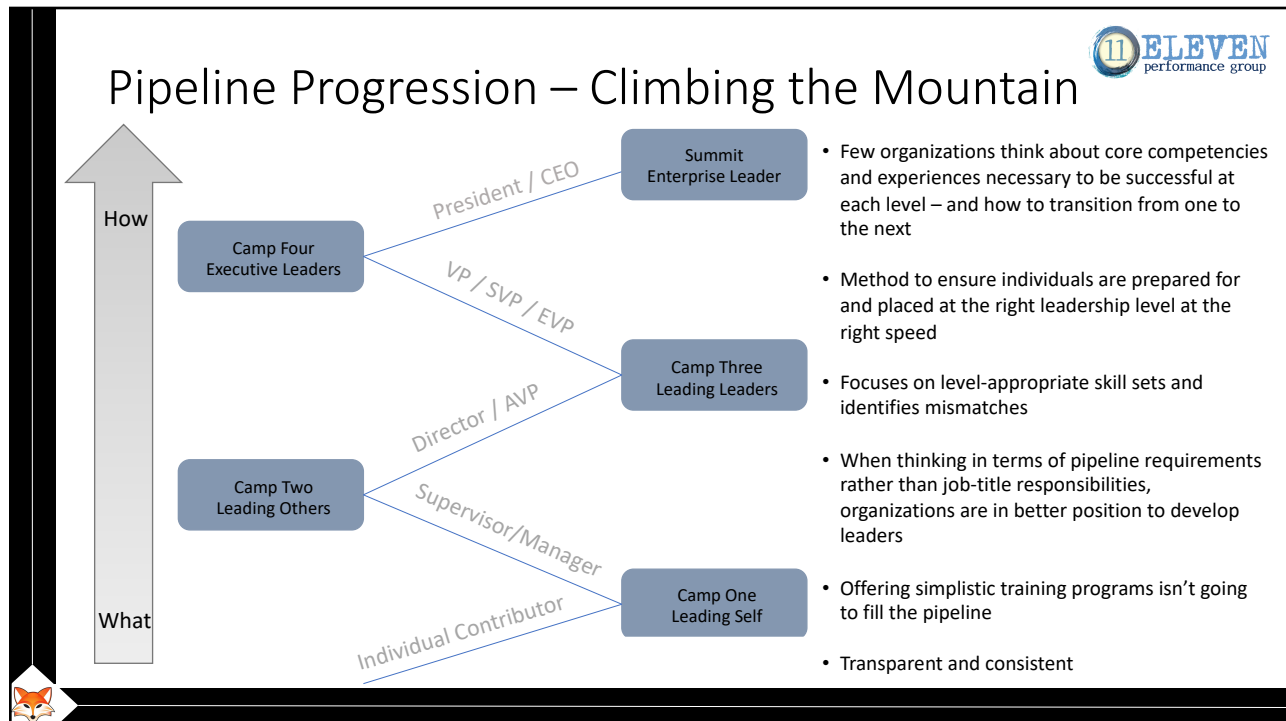 11 ELEVEN
performance group
Pipeline Progression – Climbing the Mountain
How
What
Summit
Enterprise Leader
President / CEO
Camp Four
Executive Leaders
VP / SVP / EVP
Camp Three
Leading Leaders
Director / AVP
Camp Two
Leading Others
Supervisor/Manager
Camp One
Leading Self
Individual Contributor
• Few organizations think about core competencies
and experiences necessary to be successful at
each level – and how to transition from one to
the next
• Method to ensure individuals are prepared for
and placed at the right leadership level at the
right speed
• Focuses on level-appropriate skill sets and
identifies mismatches
• When thinking in terms of pipeline requirements
rather than job-title responsibilities,
organizations are in better position to develop
leaders
• Offering simplistic training programs isn’t going
to fill the pipeline
• Transparent and consistent